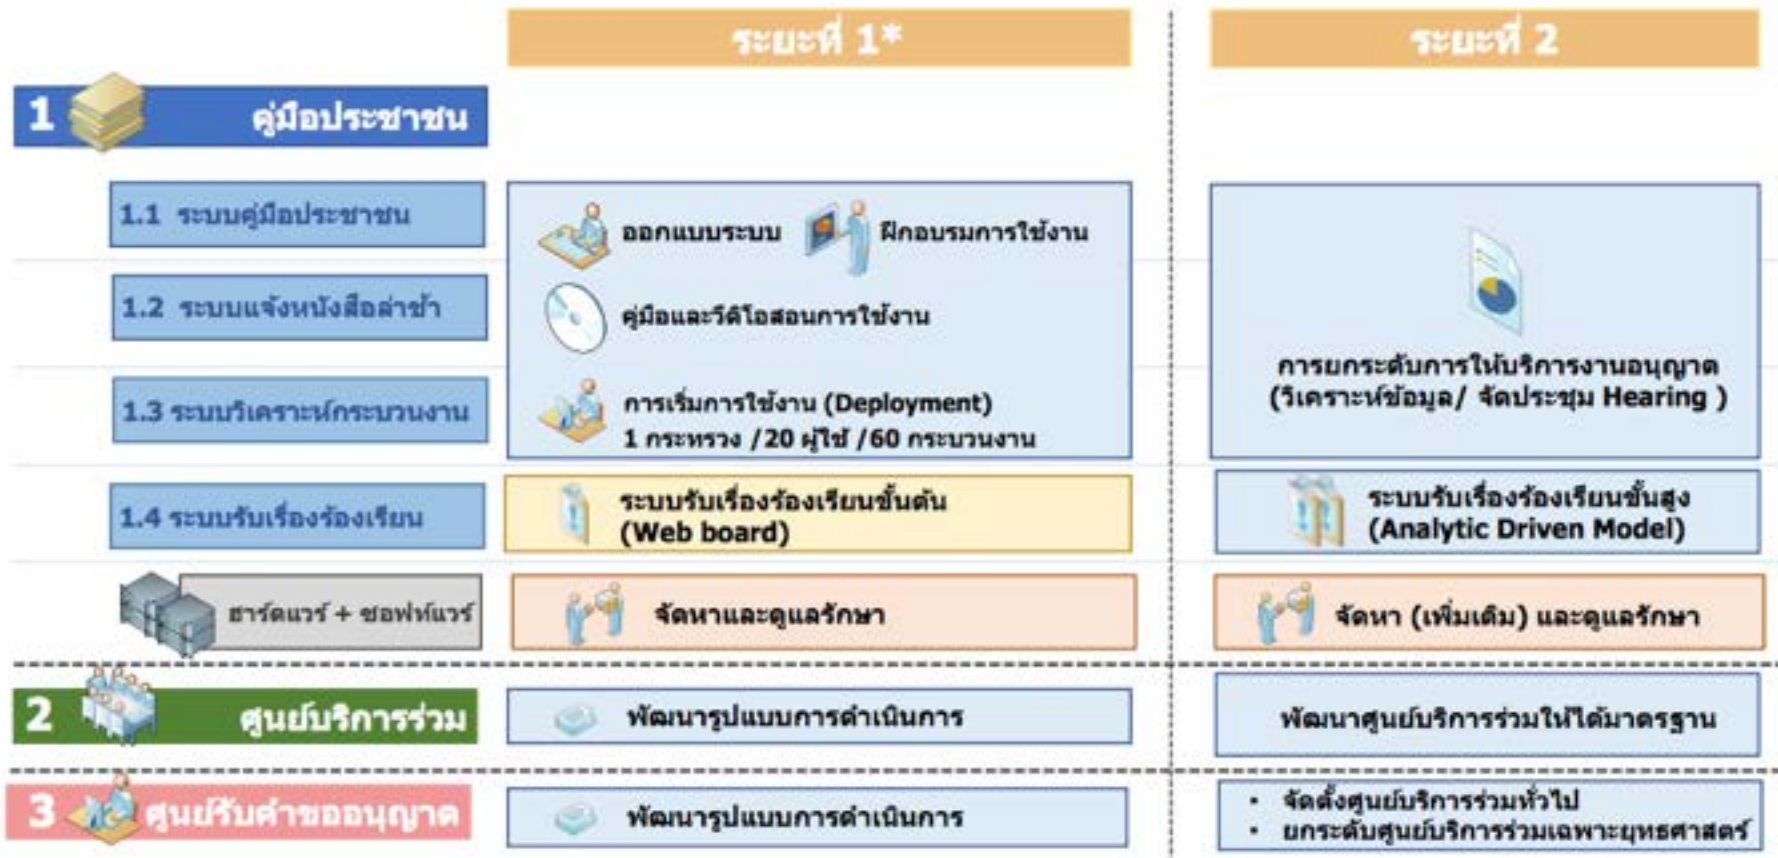 ระยะที่ 1*
ระยะที่ 2
1 คู่มือประชาชน
1.1 ระบบคู่มือประชาชน
ออกแบบระบบ
ฝึกอบรมการใช้งาน
1.2 ระบบแจ้งหนังสือล่าช้า
คู่มือและวีดิโอสอนการใช้งาน
1.3 ระบบวิเคราะห์กระบวนงาน
การเริ่มการใช้งาน (Deployment)
1 กระทรวง /20 ผู้ใช้ /60 กระบวนงาน
การยกระดับการให้บริการงานอนุญาต
(วิเคราะห์ข้อมูล/ จัดประชุม Hearing )
1.4 ระบบรับเรื่องร้องเรียน
ระบบรับเรื่องร้องเรียนขั้นต้น
(Web board)
ระบบรับเรื่องร้องเรียนขั้นสูง
(Analytic Driven Model)
ฮาร์ดแวร์ + ซอฟท์แวร์
จัดหาและดูแลรักษา
จัดหา (เพิ่มเติม) และดูแลรักษา
2 ศูนย์บริการร่วม
พัฒนารูปแบบการดำเนินการ
พัฒนาศูนย์บริการร่วมให้ได้มาตรฐาน
3 ศูนย์รับคำขออนุญาต
พัฒนารูปแบบการดำเนินการ
• จัดตั้งศูนย์บริการร่วมทั่วไป
• ยกระดับศูนย์บริการร่วมเฉพาะยุทธศาสตร์